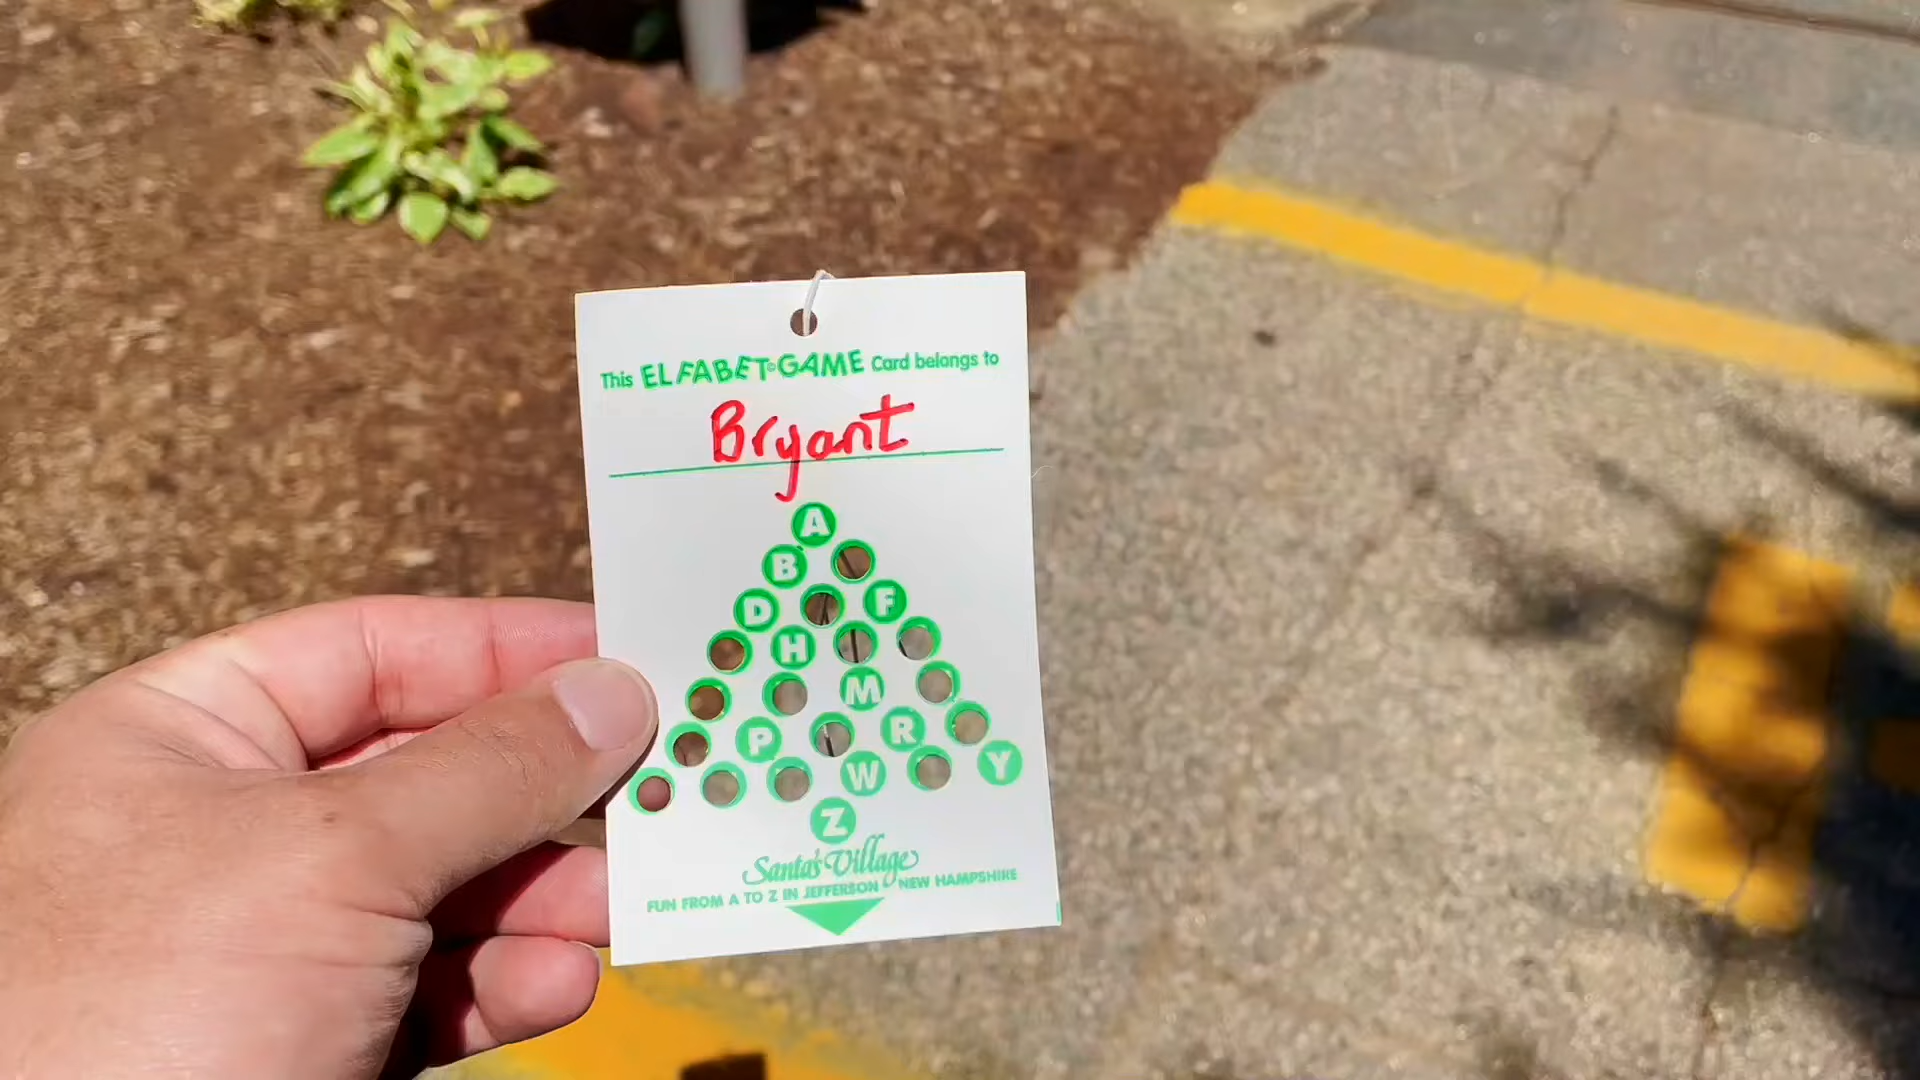 This ELFABET©GAME Card belongs to
Bryant
A
B
D F
H
M
P R
W Y
Z
Santa's Village
FUN FROM A TO Z IN JEFFERSON NEW HAMPSHIRE